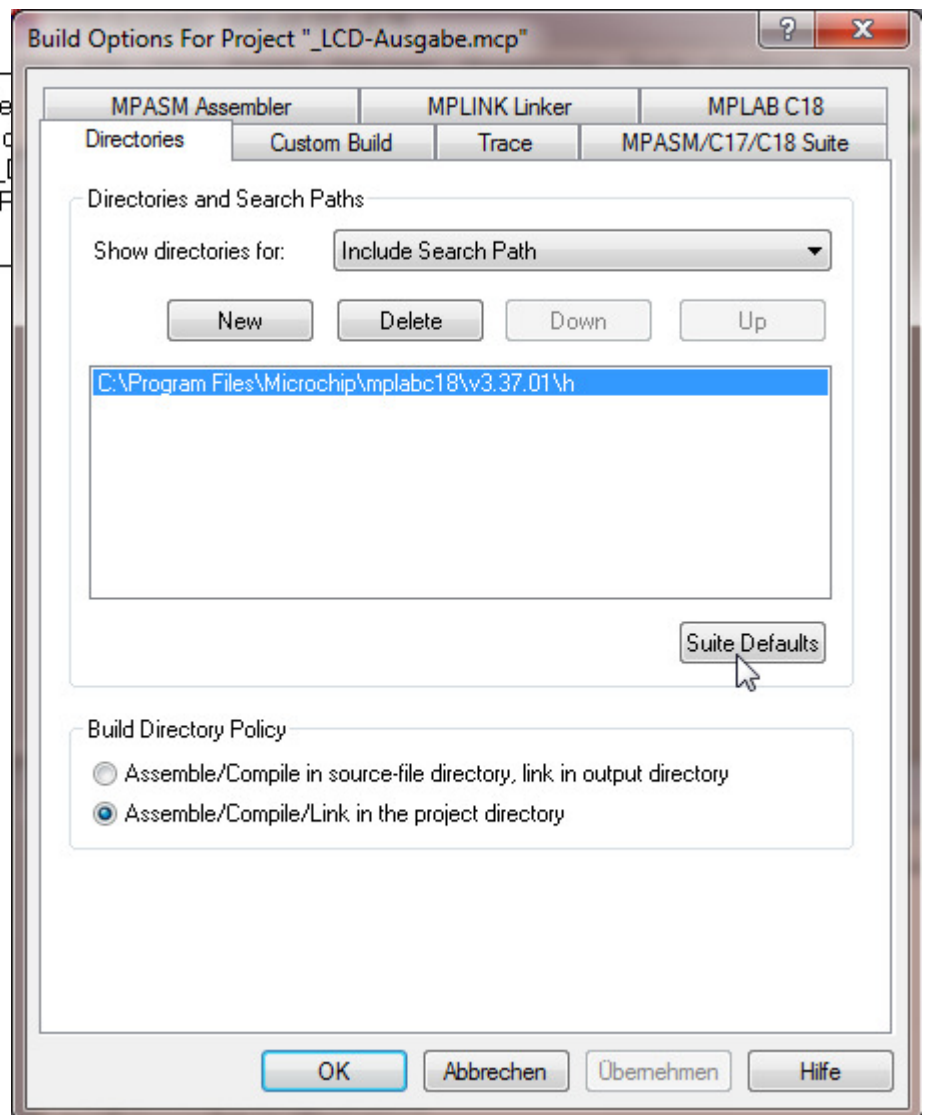 Build Options For Project "_LCD-Ausgabe.mcp"
MPASM Assembler MPLINK Linker MPLAB C18
Directories Custom Build Trace MPASM/C17/C18 Suite
Directories and Search Paths
Show directories for: Include Search Path
New Delete Down Up
C:\Program Files\Microchip\mplabc18\v3.37.01\h
Suite Defaults
Build Directory Policy
Assemble/Compile in source-file directory, link in output directory
Assemble/Compile/Link in the project directory
OK Abbrechen Übernehmen Hilfe